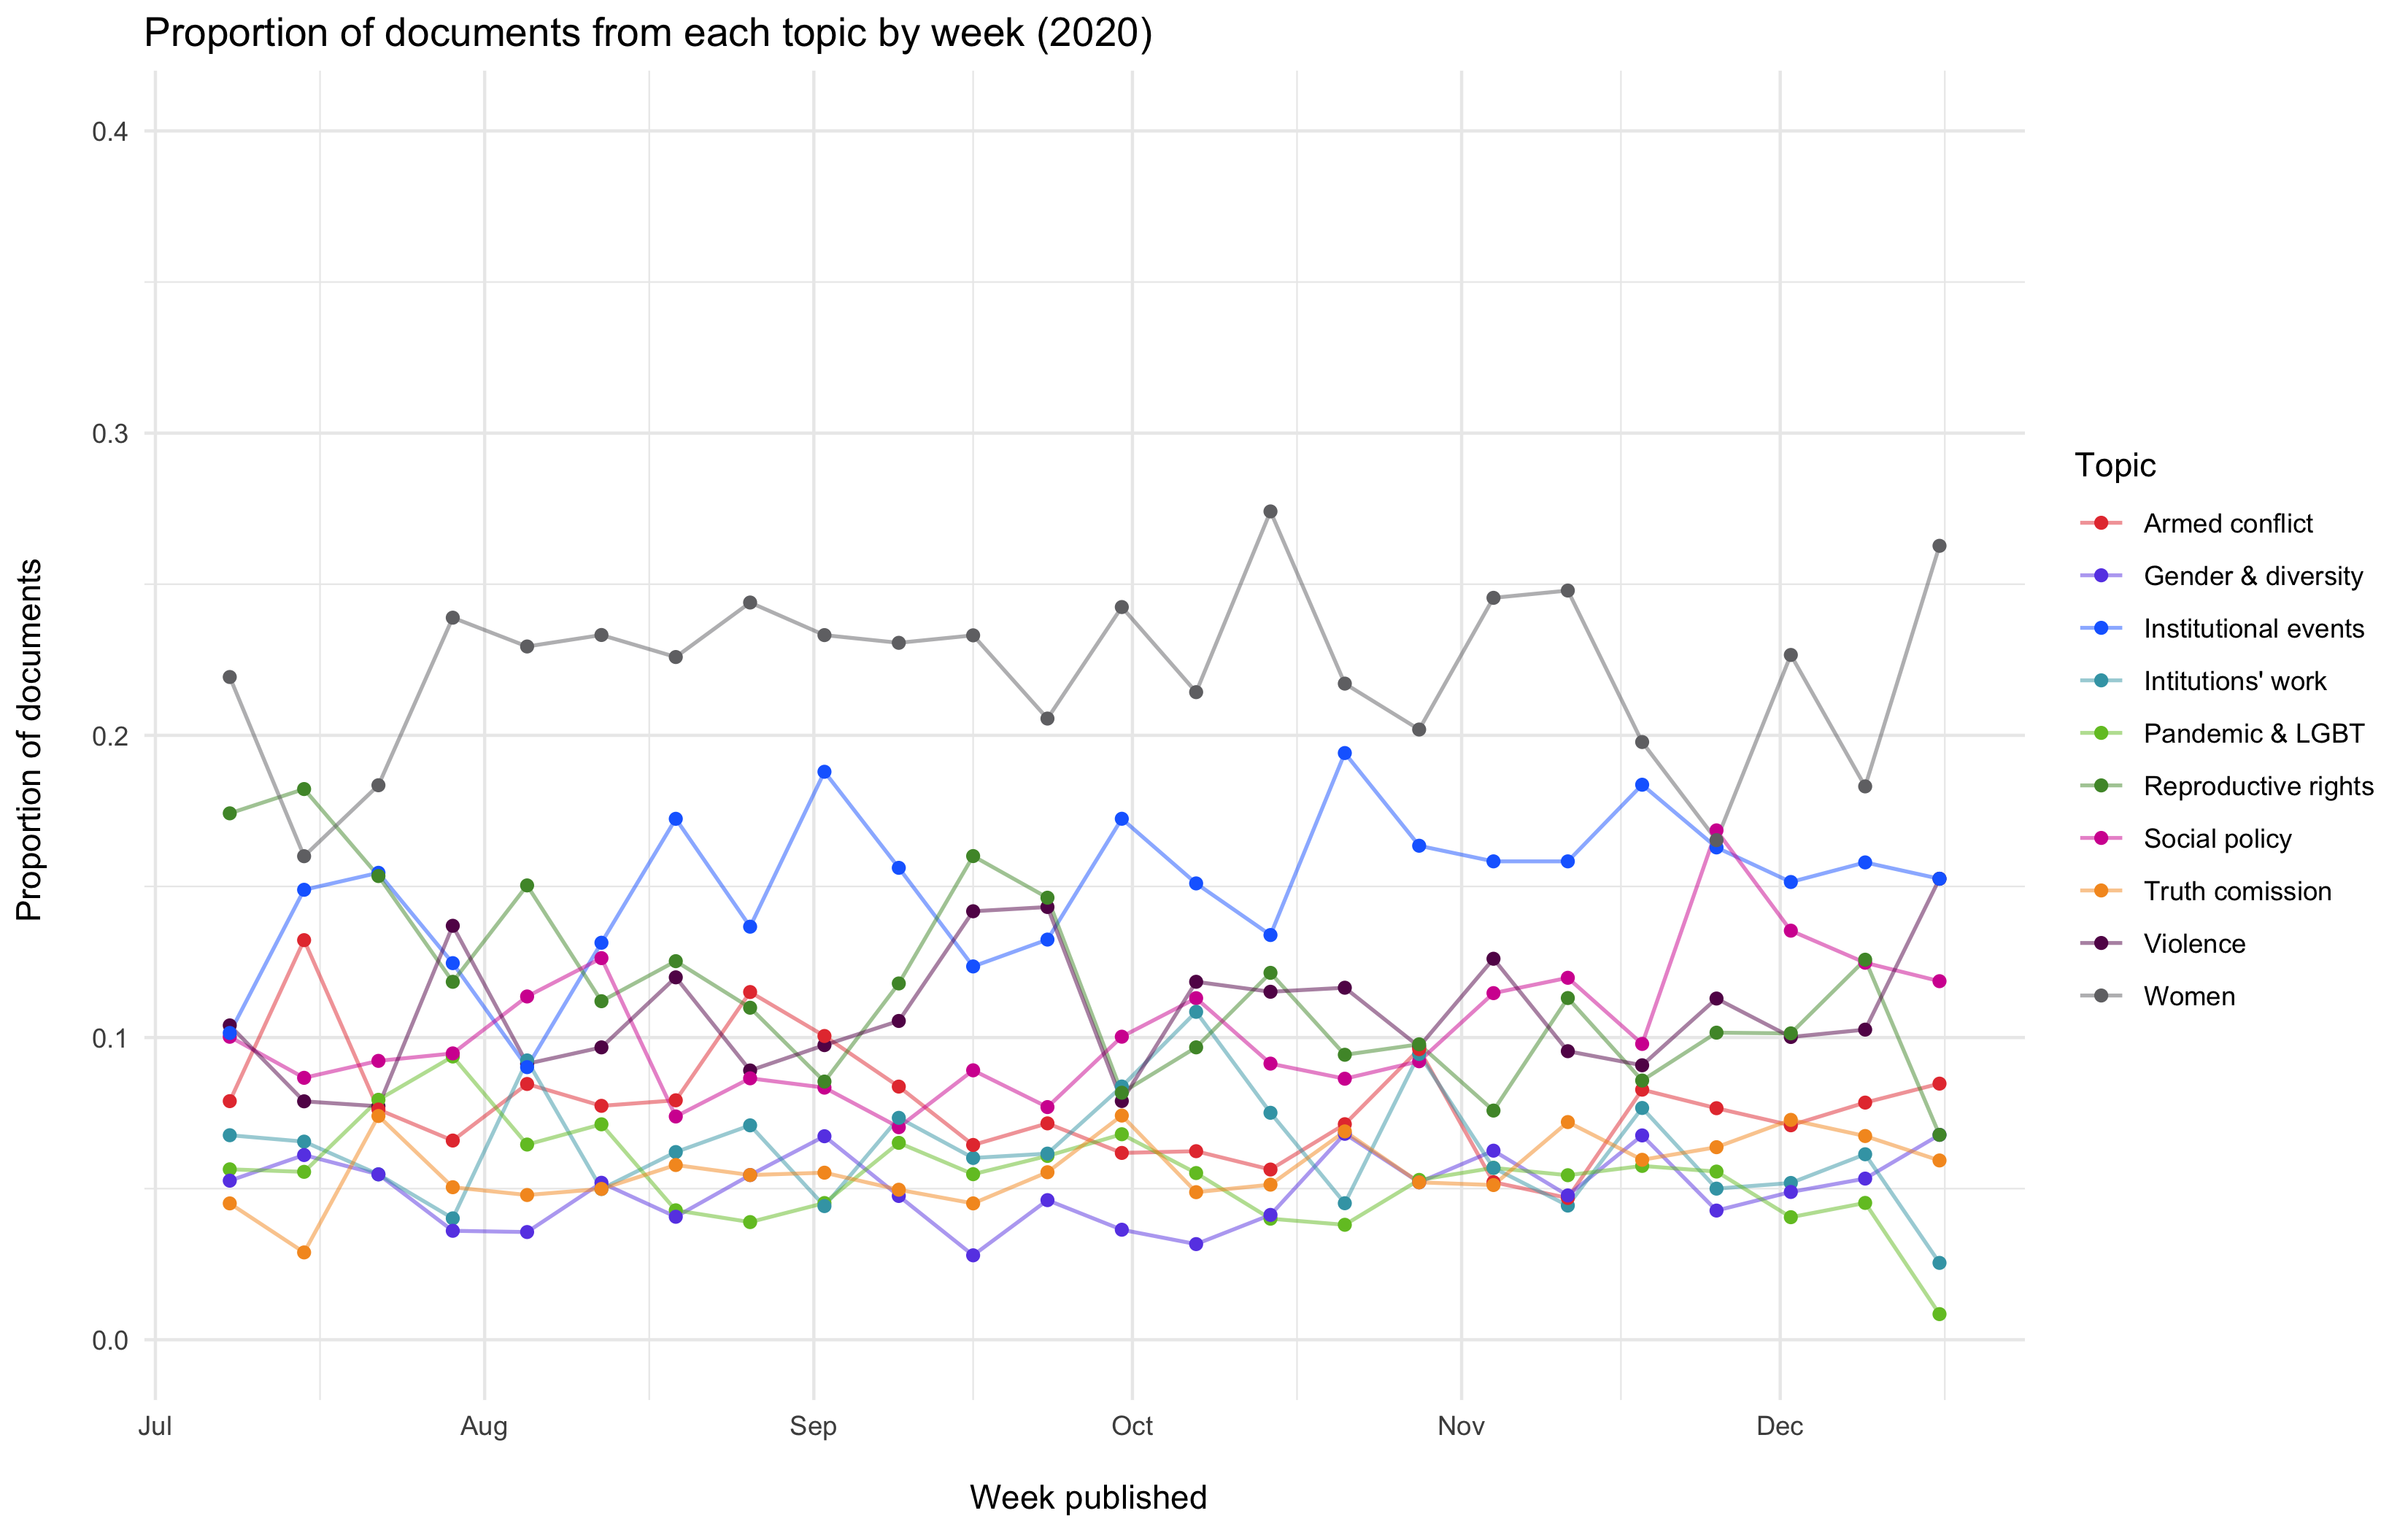 Proportion of documents from each topic by week (2020)
0.4
0.3
0.2
0.1
0.0
Proportion of documents
Jul Aug Sep Oct Nov Dec
Week published
Topic
Armed conflict
Gender & diversity
Institutional events
Intitutions' work
Pandemic & LGBT
Reproductive rights
Social policy
Truth comission
Violence
Women